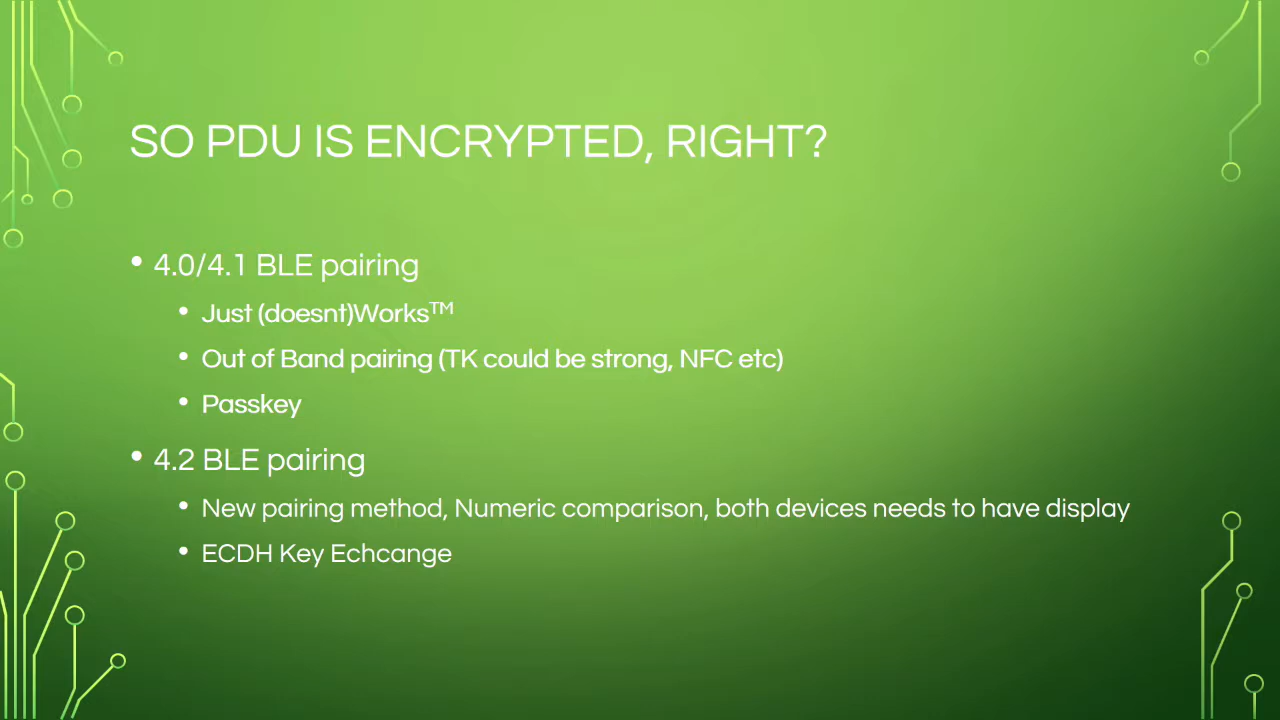 SO PDU IS ENCRYPTED, RIGHT?
• 4.0/4.1 BLE pairing
• Just (doesnt)Works™
• Out of Band pairing (TK could be strong, NFC etc)
• Passkey
• 4.2 BLE pairing
• New pairing method, Numeric comparison, both devices needs to have display
• ECDH Key Echcange